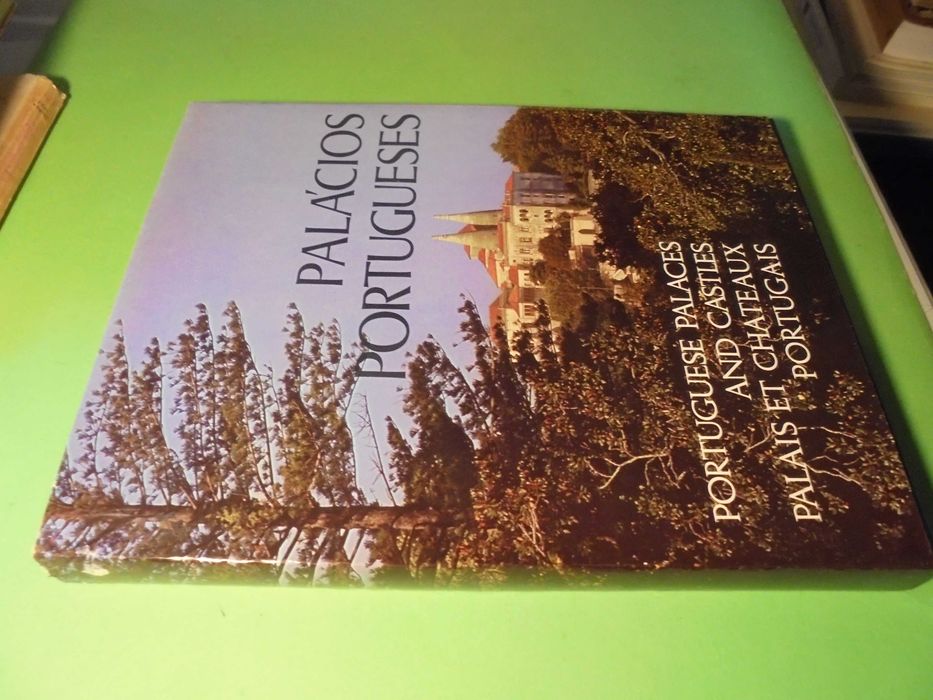 PALÁCIOS
PORTUGUESES
PORTUGUESE PALACES
AND CASTLES
PALAIS ET CHATEAUX
PORTUGAIS